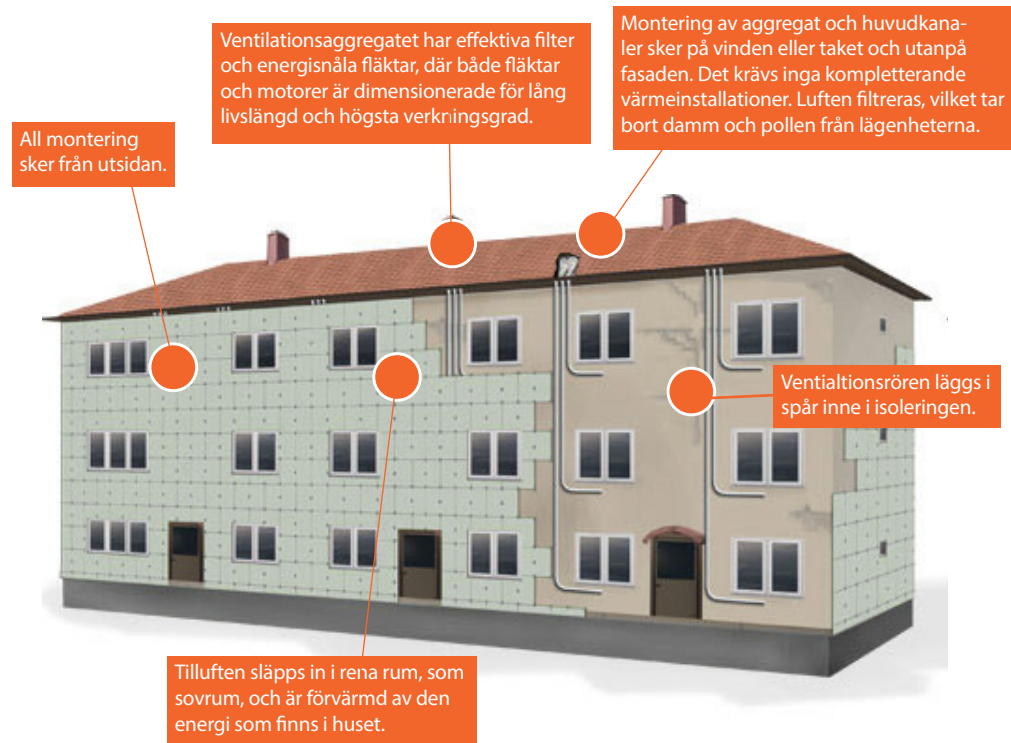 Ventilationsaggregatet har effektiva filter
och energisnåla fläktar, där både fläktar
och motorer är dimensionerade för lång
livslängd och högsta verkningsgrad.
Montering av aggregat och huvudkana-
ler sker på vinden eller taket och utanpå
fasaden. Det krävs inga kompletterande
värmeinstallationer. Luften filtreras, vilket tar
bort damm och pollen från lägenheterna.
All montering
sker från utsidan.
Ventialtionsrören läggs i
spår inne i isoleringen.
Tilluften släpps in i rena rum, som
sovrum, och är förvärmd av den
energi som finns i huset.